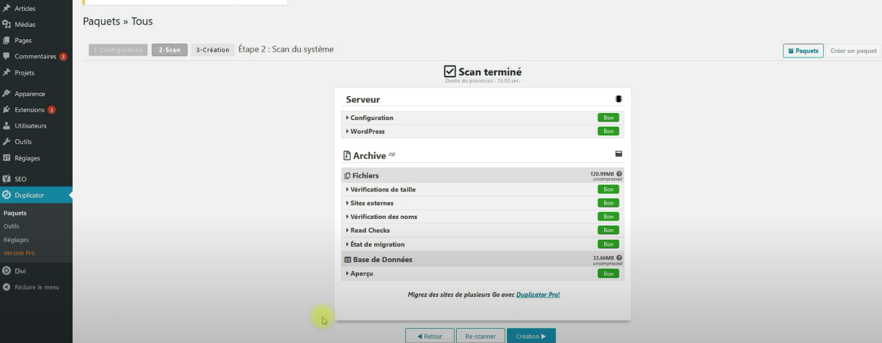 Articles
Médias
Pages
Commentaires
Projets
Apparence
Extensions
Utilisateurs
Outils
Réglages
SEO
Duplicator
Paquets
Outils
Réglages
Version Pro
Divi
Réduire le menu
Paquets » Tous
1-Configuration 2-Scan 3-Création Étape 2 : Scan du système
Paquets Créer un paquet
Scan terminé
Durée du processus : 15.03 sec.
Serveur
Configuration Bon
WordPress Bon
Archive zip
Fichiers 120.99MB
uncompressed
Vérifications de taille Bon
Sites externes Bon
Vérification des noms Bon
Read Checks Bon
État de migration Bon
Base de Données 33.66MB
uncompressed
Aperçu Bon
Migrez des sites de plusieurs Go avec Duplicator Pro!
Retour Re-scanner Création